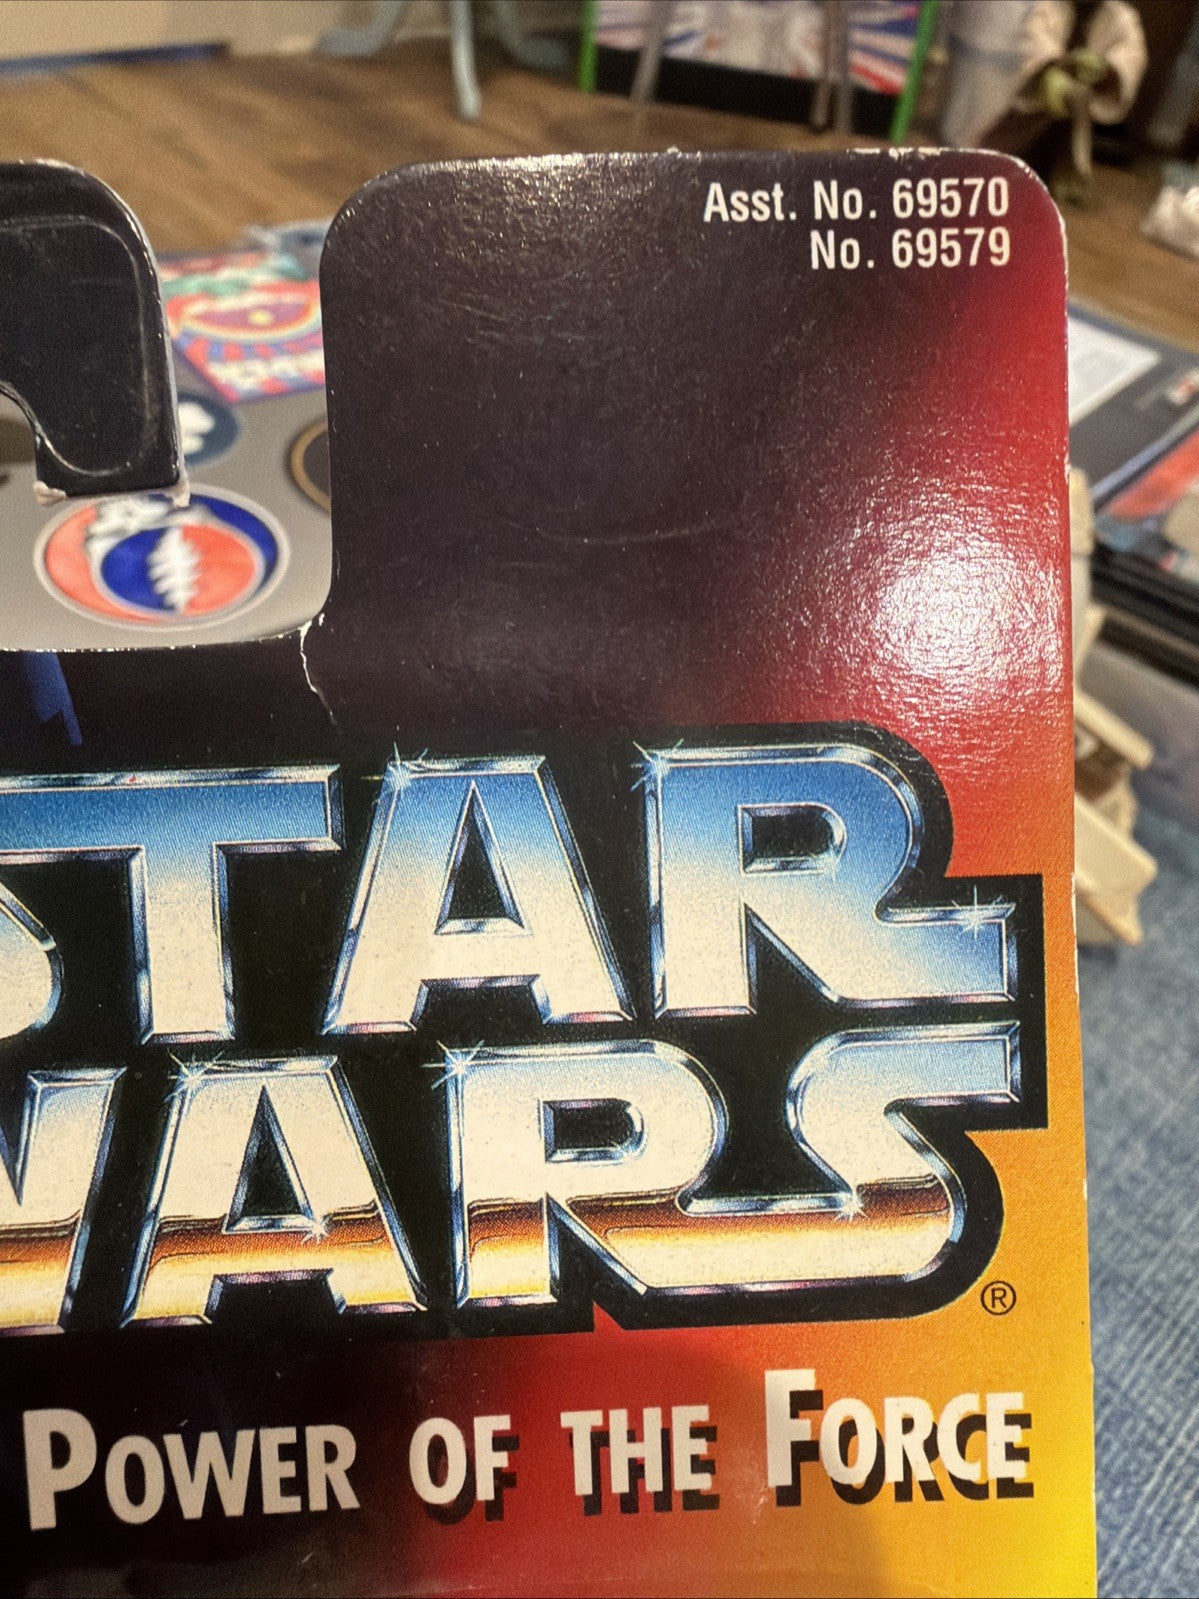 Asst. No. 69570
No. 69579
STAR
WARS
®
POWER OF THE FORCE